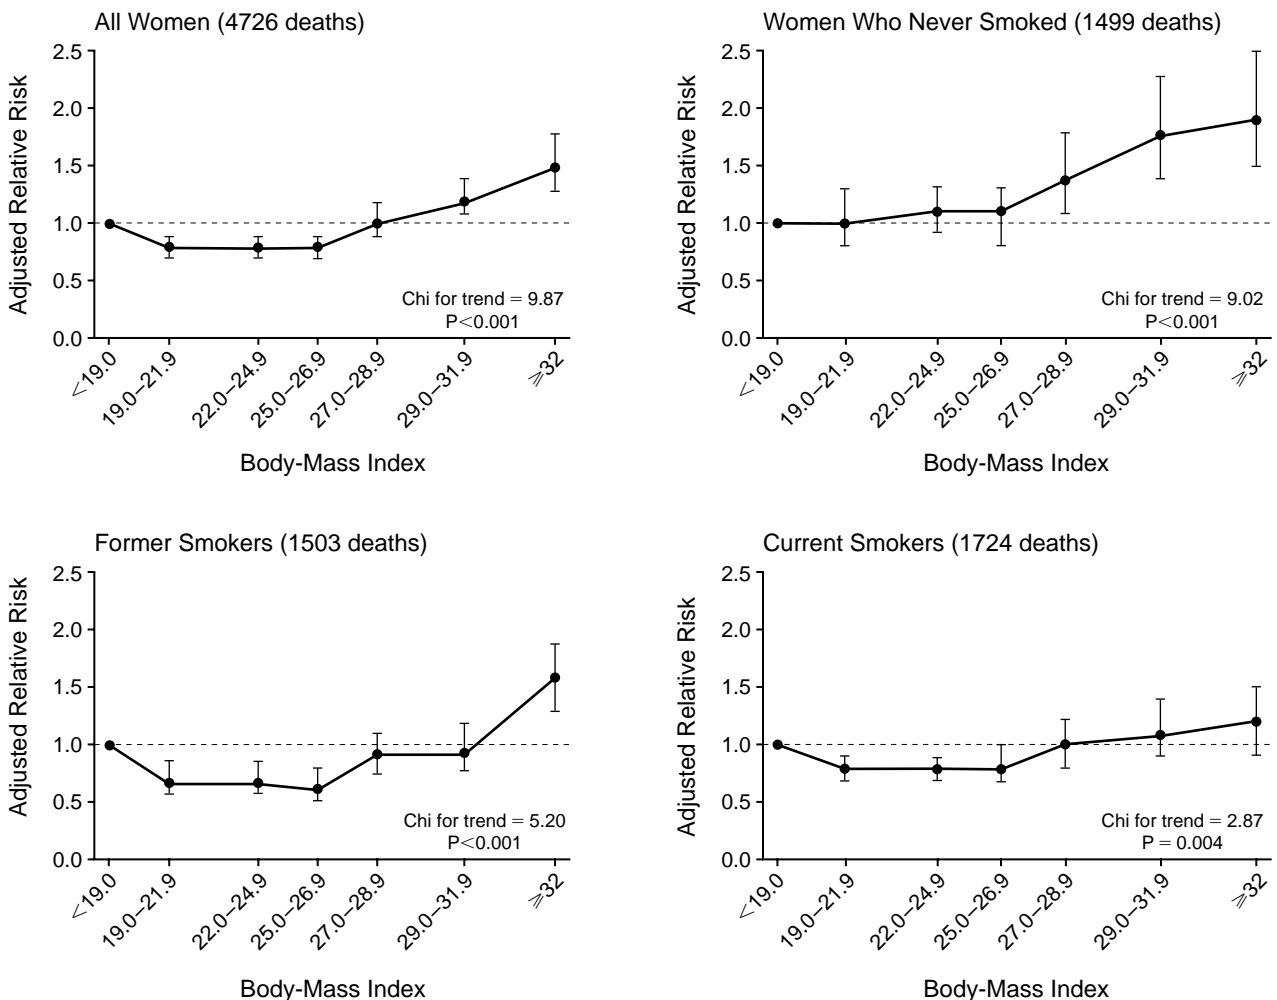 All Women (4726 deaths)
Adjusted Relative Risk
2.5
2.0
1.5
1.0
0.5
0.0
Chi for trend = 9.87
P<0.001
<19.0
19.0–21.9
22.0–24.9
25.0–26.9
27.0–28.9
29.0–31.9
⩾32
Body-Mass Index
Women Who Never Smoked (1499 deaths)
Adjusted Relative Risk
2.5
2.0
1.5
1.0
0.5
0.0
Chi for trend = 9.02
P<0.001
<19.0
19.0–21.9
22.0–24.9
25.0–26.9
27.0–28.9
29.0–31.9
⩾32
Body-Mass Index
Former Smokers (1503 deaths)
Adjusted Relative Risk
2.5
2.0
1.5
1.0
0.5
0.0
Chi for trend = 5.20
P<0.001
<19.0
19.0–21.9
22.0–24.9
25.0–26.9
27.0–28.9
29.0–31.9
⩾32
Body-Mass Index
Current Smokers (1724 deaths)
Adjusted Relative Risk
2.5
2.0
1.5
1.0
0.5
0.0
Chi for trend = 2.87
P = 0.004
<19.0
19.0–21.9
22.0–24.9
25.0–26.9
27.0–28.9
29.0–31.9
⩾32
Body-Mass Index